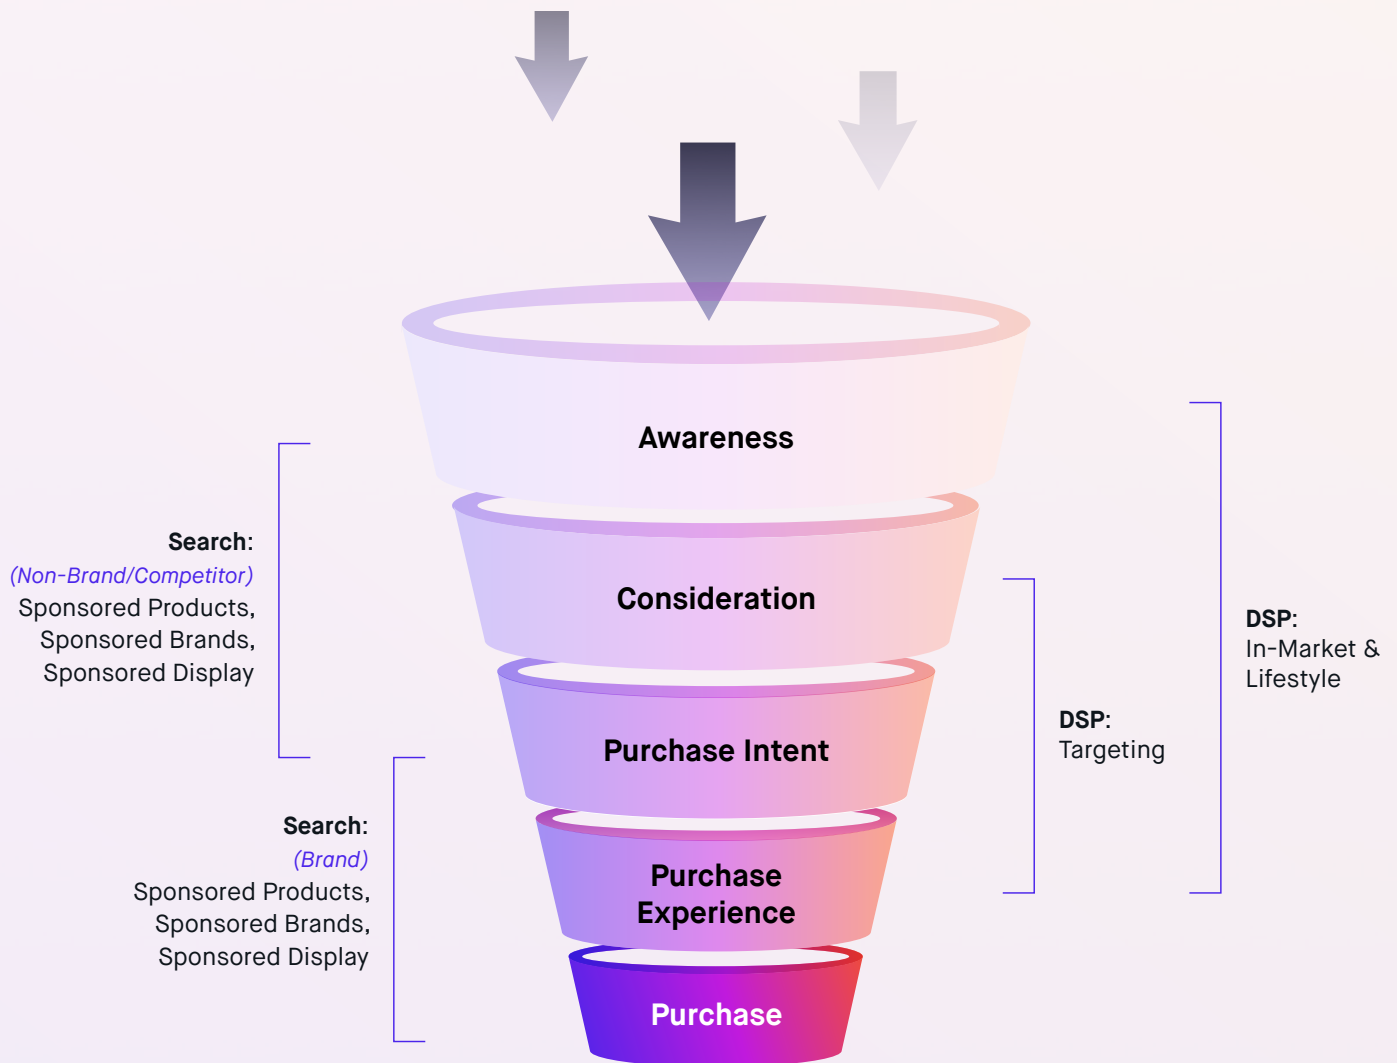 Awareness
Consideration
Purchase Intent
Purchase
Experience
Purchase
Search:
(Non-Brand/Competitor)
Sponsored Products,
Sponsored Brands,
Sponsored Display
Search:
(Brand)
Sponsored Products,
Sponsored Brands,
Sponsored Display
DSP:
Targeting
DSP:
In-Market &
Lifestyle